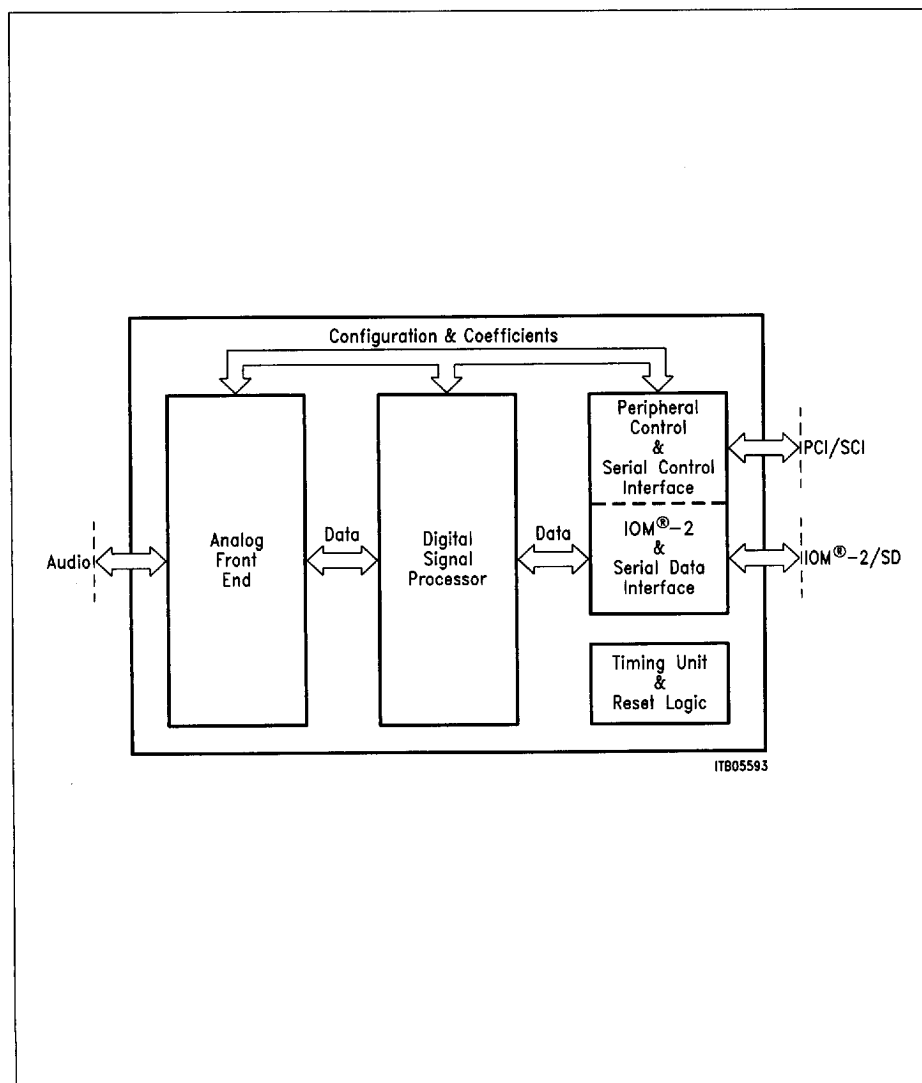 Configuration & Coefficients
Peripheral
Control
&
Serial Control
Interface
PCI/SCI
Audio
Analog
Front
End
Data
Digital
Signal
Processor
Data
IOM®-2
&
Serial Data
Interface
IOM®-2/SD
Timing Unit
&
Reset Logic
ITB05593